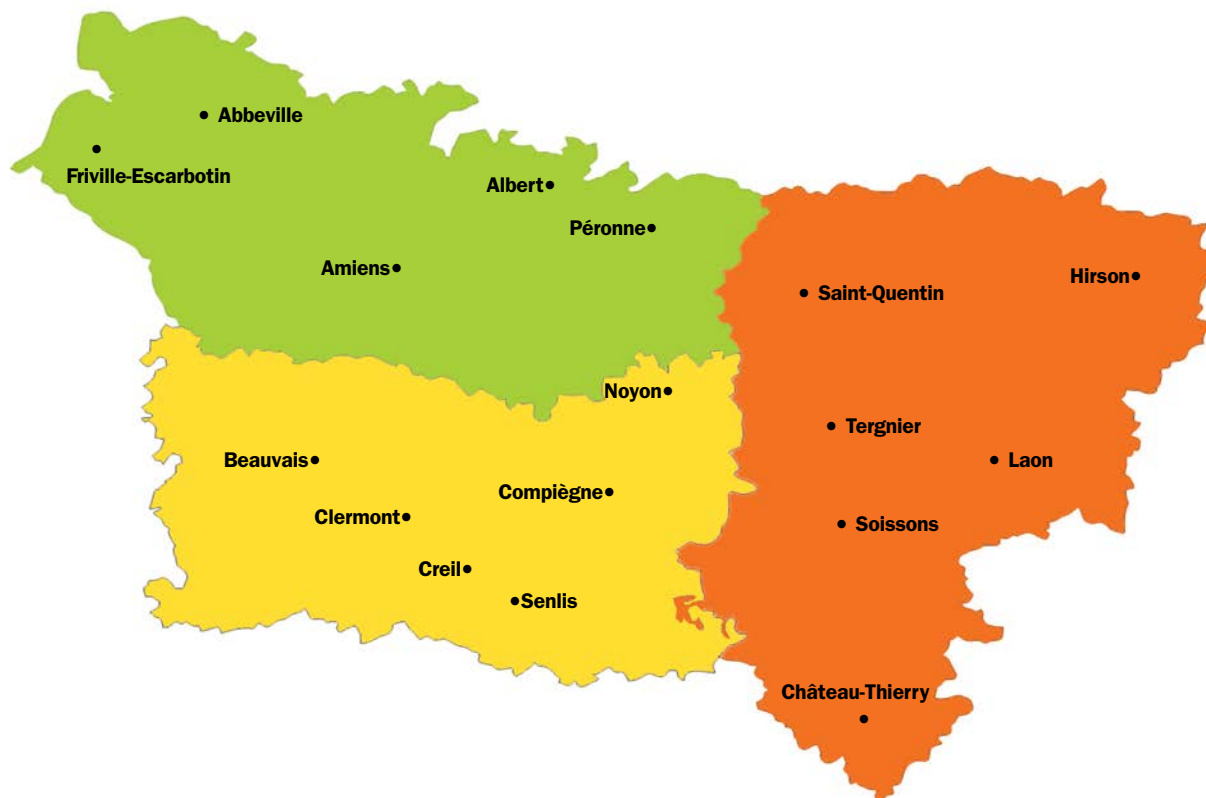 Abbeville
Friville-Escarbotin
Albert
Péronne
Amiens
Saint-Quentin
Hirson
Noyon
Tergnier
Beauvais
Laon
Compiègne
Clermont
Soissons
Creil
Senlis
Château-Thierry